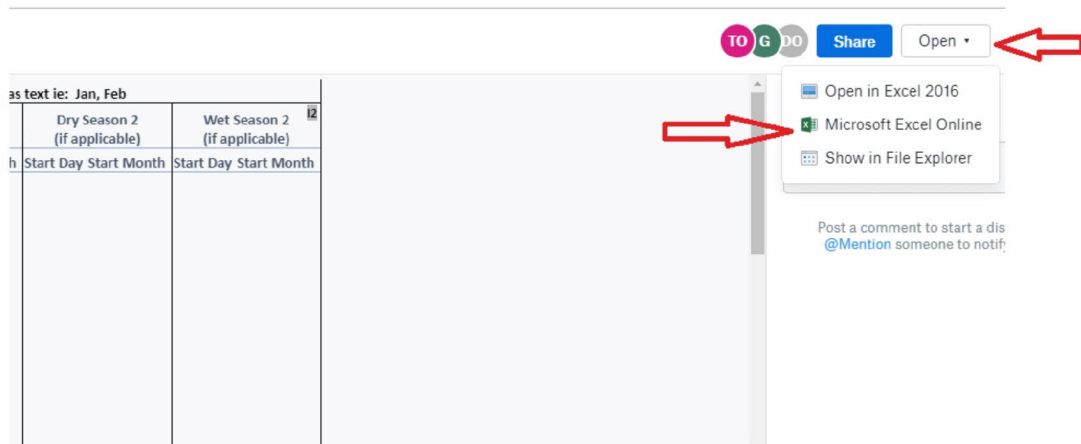 TO G DO Share Open
as text ie: Jan, Feb
Dry Season 2
(if applicable)
Wet Season 2
(if applicable)
I2
h Start Day Start Month Start Day Start Month
Open in Excel 2016
Microsoft Excel Online
Show in File Explorer
Post a comment to start a dis
@Mention someone to notify